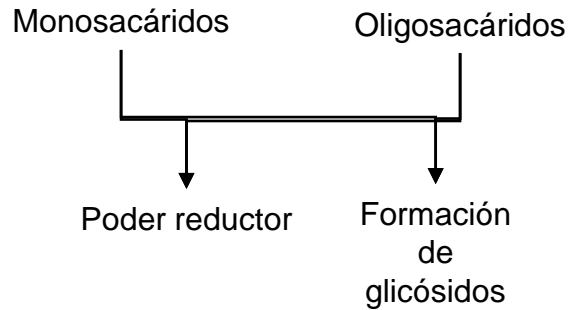 Monosacáridos
Oligosacáridos
Poder reductor
Formación
de
glicósidos